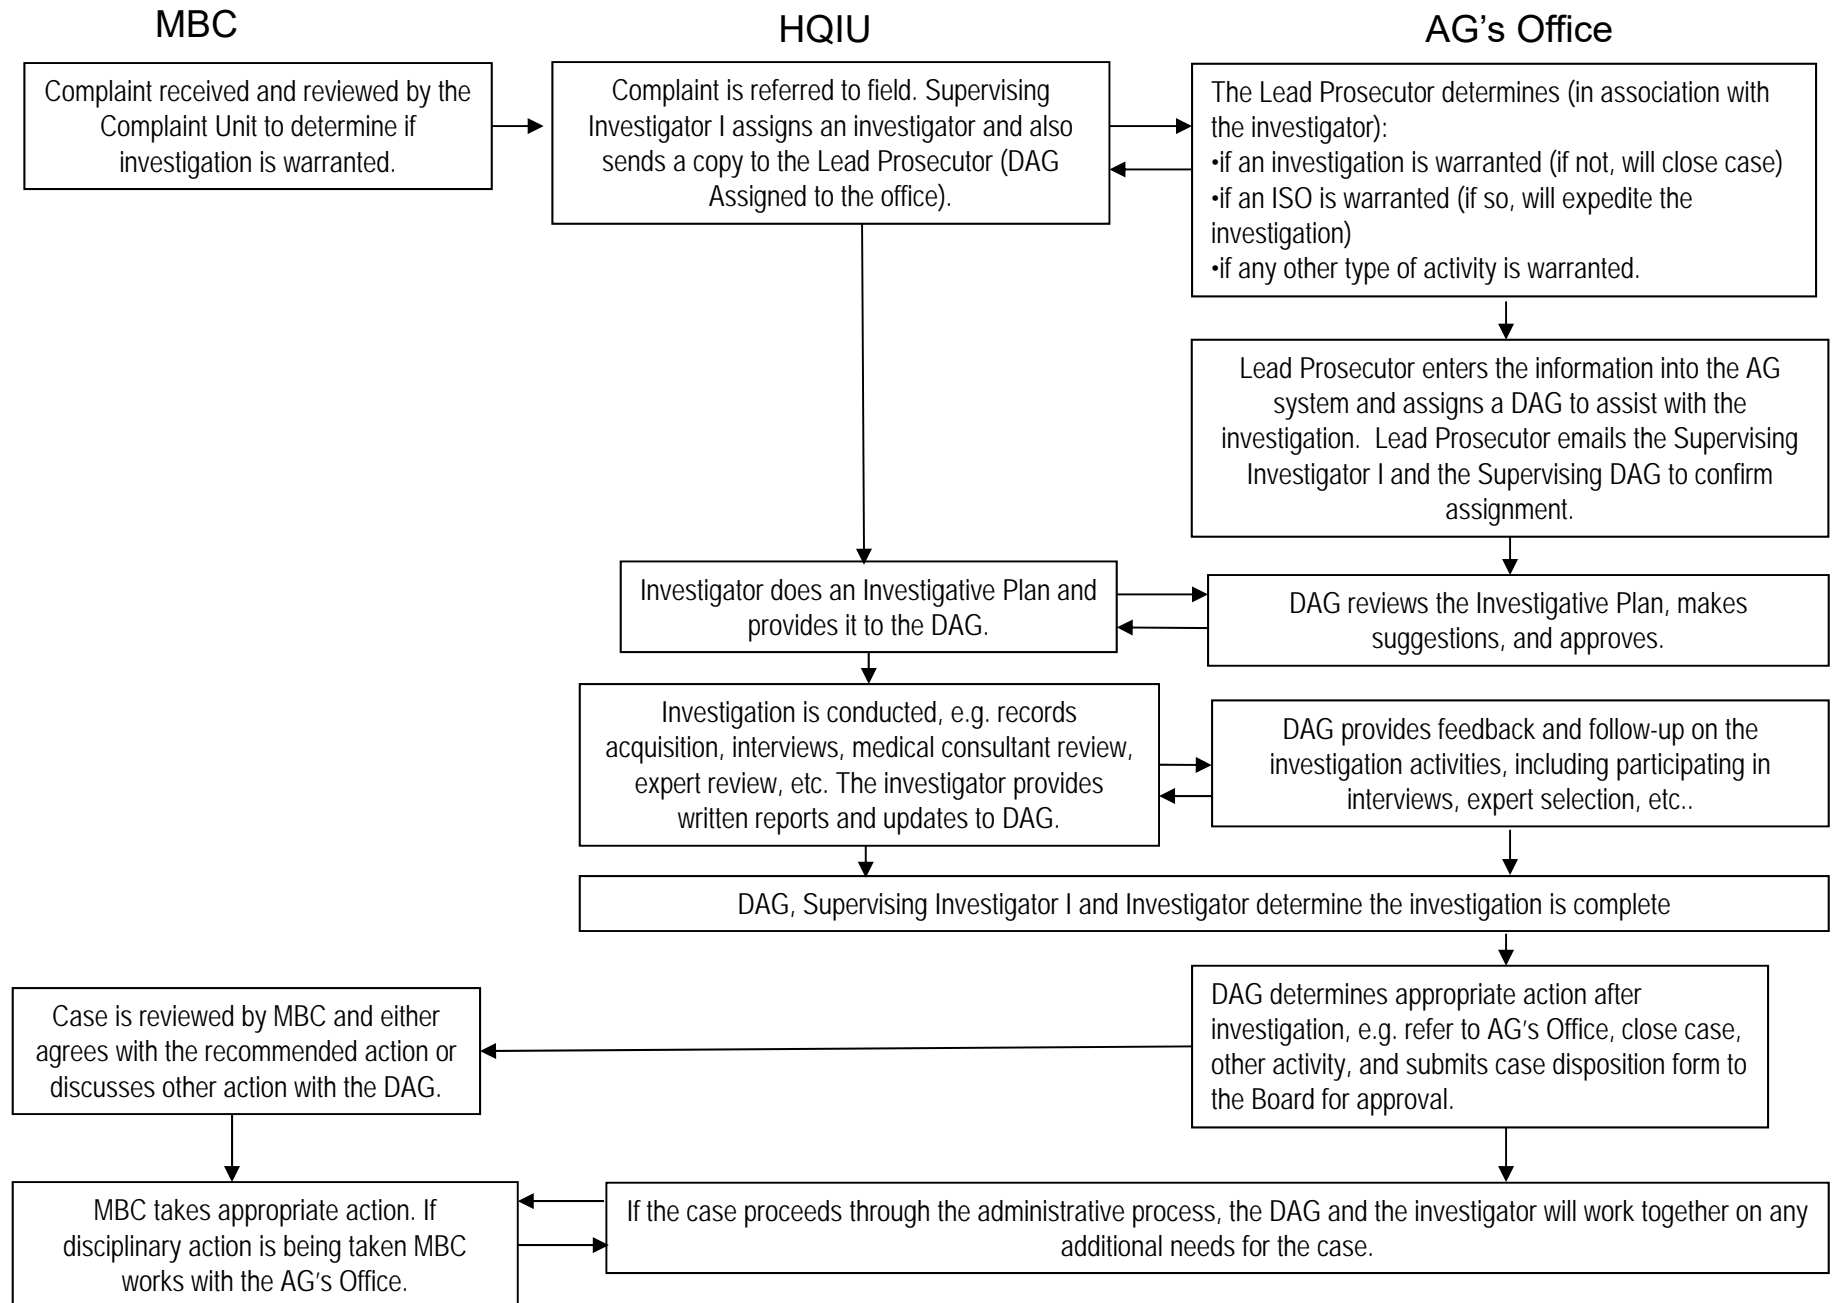 MBC
HQIU
AG's Office
Complaint received and reviewed by the
Complaint Unit to determine if
investigation is warranted.
Complaint is referred to field. Supervising
Investigator I assigns an investigator and also
sends a copy to the Lead Prosecutor (DAG
Assigned to the office).
The Lead Prosecutor determines (in association with
the investigator):
•if an investigation is warranted (if not, will close case)
•if an ISO is warranted (if so, will expedite the
investigation)
•if any other type of activity is warranted.
Lead Prosecutor enters the information into the AG
system and assigns a DAG to assist with the
investigation.  Lead Prosecutor emails the Supervising
Investigator I and the Supervising DAG to confirm
assignment.
Investigator does an Investigative Plan and
provides it to the DAG.
DAG reviews the Investigative Plan, makes
suggestions, and approves.
Investigation is conducted, e.g. records
acquisition, interviews, medical consultant review,
expert review, etc. The investigator provides
written reports and updates to DAG.
DAG provides feedback and follow-up on the
investigation activities, including participating in
interviews, expert selection, etc..
DAG, Supervising Investigator I and Investigator determine the investigation is complete
DAG determines appropriate action after
investigation, e.g. refer to AG's Office, close case,
other activity, and submits case disposition form to
the Board for approval.
Case is reviewed by MBC and either
agrees with the recommended action or
discusses other action with the DAG.
MBC takes appropriate action. If
disciplinary action is being taken MBC
works with the AG's Office.
If the case proceeds through the administrative process, the DAG and the investigator will work together on any
additional needs for the case.